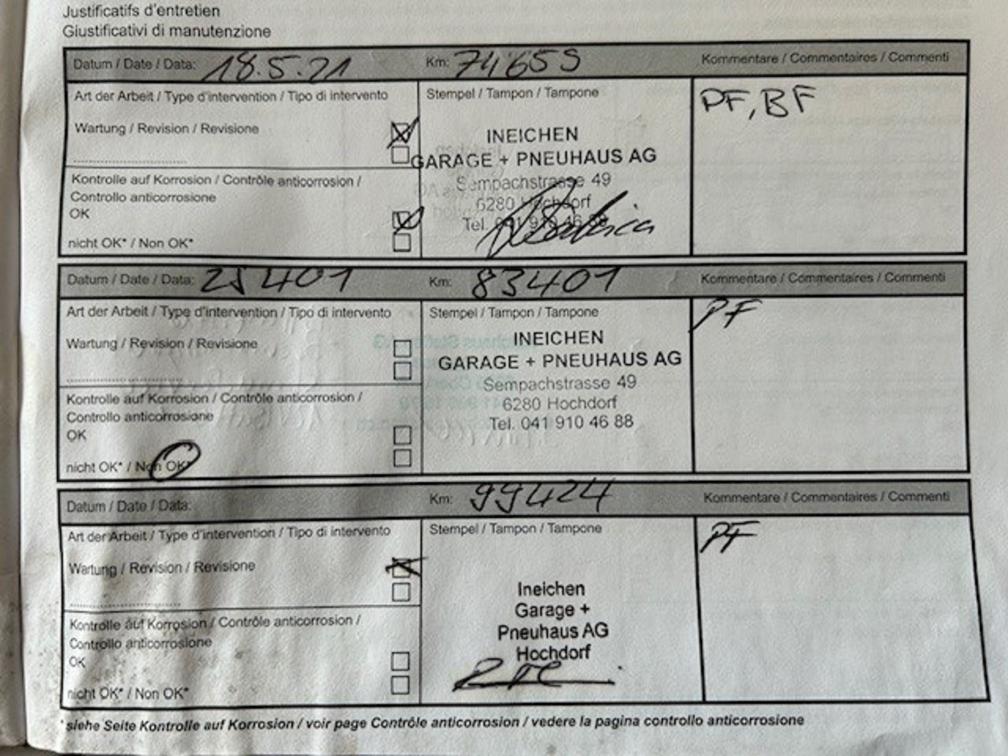 Justificatifs d'entretien
Giustificativi di manutenzione
Datum / Date / Data: 18.5.21 Km: 74655 Kommentare / Commentaires / Commenti
Art der Arbeit / Type d'intervention / Tipo di intervento Stempel / Tampon / Tampone PF, BF
Wartung / Revision / Revisione INEICHEN
GARAGE + PNEUHAUS AG
Kontrolle auf Korrosion / Contrôle anticorrosion / Sempachstrasse 49
Controllo anticorrosione 6280 Hochdorf
OK Tel. 041 910 46 88
nicht OK* / Non OK*
Datum / Date / Data: Km: 83401 Kommentare / Commentaires / Commenti
Art der Arbeit / Type d'intervention / Tipo di intervento Stempel / Tampon / Tampone PF
Wartung / Revision / Revisione INEICHEN
GARAGE + PNEUHAUS AG
Kontrolle auf Korrosion / Contrôle anticorrosion / Sempachstrasse 49
Controllo anticorrosione 6280 Hochdorf
OK Tel. 041 910 46 88
nicht OK* / Non OK*
Datum / Date / Data: Km: 99424 Kommentare / Commentaires / Commenti
Art der Arbeit / Type d'intervention / Tipo di intervento Stempel / Tampon / Tampone PF
Wartung / Revision / Revisione Ineichen
Garage +
Kontrolle auf Korrosion / Contrôle anticorrosion / Pneuhaus AG
Controllo anticorrosione Hochdorf
OK
nicht OK* / Non OK*
*siehe Seite Kontrolle auf Korrosion / voir page Contrôle anticorrosion / vedere la pagina controllo anticorrosione